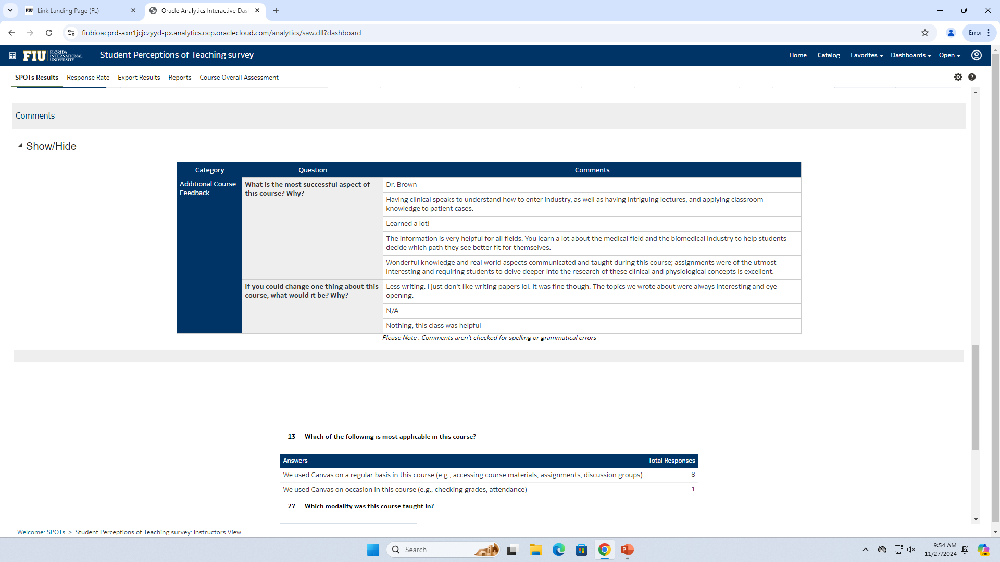 Link Landing Page (FL)
Oracle Analytics Interactive Das
fiubioacprd-axn1jcjczyyd-px.analytics.ocp.oraclecloud.com/analytics/saw.dll?dashboard
Error
FIU FLORIDA INTERNATIONAL UNIVERSITY
Student Perceptions of Teaching survey
Home Catalog Favorites Dashboards Open
SPOTs Results Response Rate Export Results Reports Course Overall Assessment
Comments
Show/Hide
Category Question Comments
Additional Course
Feedback
What is the most successful aspect of
this course? Why?
Dr. Brown
Having clinical speaks to understand how to enter industry, as well as having intriguing lectures, and applying classroom
knowledge to patient cases.
Learned a lot!
The information is very helpful for all fields. You learn a lot about the medical field and the biomedical industry to help students
decide which path they see better fit for themselves.
Wonderful knowledge and real world aspects communicated and taught during this course; assignments were of the utmost
interesting and requiring students to delve deeper into the research of these clinical and physiological concepts is excellent.
If you could change one thing about this
course, what would it be? Why?
Less writing. I just don't like writing papers lol. It was fine though. The topics we wrote about were always interesting and eye
opening.
N/A
Nothing, this class was helpful
Please Note : Comments aren't checked for spelling or grammatical errors
13 Which of the following is most applicable in this course?
Answers Total Responses
We used Canvas on a regular basis in this course (e.g., accessing course materials, assignments, discussion groups) 8
We used Canvas on occasion in this course (e.g., checking grades, attendance) 1
27 Which modality was this course taught in?
Welcome: SPOTs > Student Perceptions of Teaching survey: Instructors View
Search
9:54 AM
11/27/2024
PRE